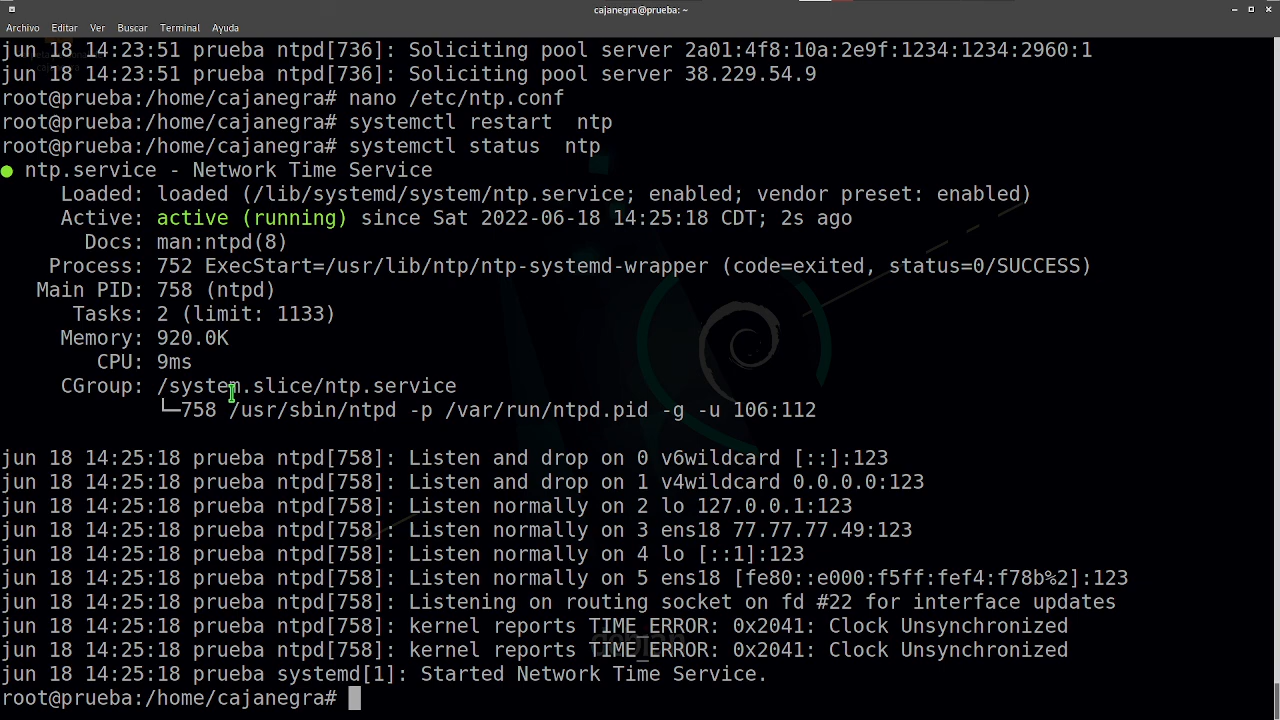 cajanegra@prueba: ~
Archivo Editar Ver Buscar Terminal Ayuda
jun 18 14:23:51 prueba ntpd[736]: Soliciting pool server 2a01:4f8:10a:2e9f:1234:1234:2960:1
jun 18 14:23:51 prueba ntpd[736]: Soliciting pool server 38.229.54.9
root@prueba:/home/cajanegra# nano /etc/ntp.conf
root@prueba:/home/cajanegra# systemctl restart  ntp
root@prueba:/home/cajanegra# systemctl status  ntp
● ntp.service - Network Time Service
     Loaded: loaded (/lib/systemd/system/ntp.service; enabled; vendor preset: enabled)
     Active: active (running) since Sat 2022-06-18 14:25:18 CDT; 2s ago
       Docs: man:ntpd(8)
    Process: 752 ExecStart=/usr/lib/ntp/ntp-systemd-wrapper (code=exited, status=0/SUCCESS)
   Main PID: 758 (ntpd)
      Tasks: 2 (limit: 1133)
     Memory: 920.0K
        CPU: 9ms
     CGroup: /system.slice/ntp.service
             └─758 /usr/sbin/ntpd -p /var/run/ntpd.pid -g -u 106:112
jun 18 14:25:18 prueba ntpd[758]: Listen and drop on 0 v6wildcard [::]:123
jun 18 14:25:18 prueba ntpd[758]: Listen and drop on 1 v4wildcard 0.0.0.0:123
jun 18 14:25:18 prueba ntpd[758]: Listen normally on 2 lo 127.0.0.1:123
jun 18 14:25:18 prueba ntpd[758]: Listen normally on 3 ens18 77.77.77.49:123
jun 18 14:25:18 prueba ntpd[758]: Listen normally on 4 lo [::1]:123
jun 18 14:25:18 prueba ntpd[758]: Listen normally on 5 ens18 [fe80::e000:f5ff:fef4:f78b%2]:123
jun 18 14:25:18 prueba ntpd[758]: Listening on routing socket on fd #22 for interface updates
jun 18 14:25:18 prueba ntpd[758]: kernel reports TIME_ERROR: 0x2041: Clock Unsynchronized
jun 18 14:25:18 prueba ntpd[758]: kernel reports TIME_ERROR: 0x2041: Clock Unsynchronized
debian
jun 18 14:25:18 prueba systemd[1]: Started Network Time Service.
root@prueba:/home/cajanegra#